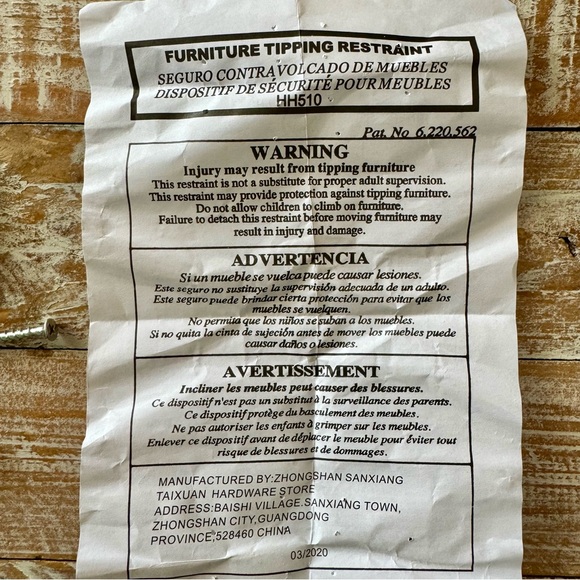 FURNITURE TIPPING RESTRAINT
SEGURO CONTRA VOLCADO DE MUEBLES
DISPOSITIF DE SÉCURITÉ POUR MEUBLES
HH510
Pat. No 6,220,562
WARNING
Injury may result from tipping furniture
This restraint is not a substitute for proper adult supervision.
This restraint may provide protection against tipping furniture.
Do not allow children to climb on furniture.
Failure to detach this restraint before moving furniture may
result in injury and damage.
ADVERTENCIA
Si un mueble se vuelca puede causar lesiones.
Este seguro no sustituye la supervisión adecuada de un adulto.
Este seguro puede brindar cierta protección para evitar que los
muebles se vuelquen.
No permita que los niños se suban a los muebles.
Si no quita la cinta de sujeción antes de mover los muebles puede
causar daños o lesiones.
AVERTISSEMENT
Incliner les meubles peut causer des blessures.
Ce dispositif n'est pas un substitut à la surveillance des parents.
Ce dispositif protège du basculement des meubles.
Ne pas autoriser les enfants à grimper sur les meubles.
Enlever ce dispositif avant de déplacer le meuble pour éviter tout
risque de blessures et de dommages.
MANUFACTURED BY:ZHONGSHAN SANXIANG
TAIXUAN HARDWARE STORE
ADDRESS:BAISHI VILLAGE.SANXIANG TOWN,
ZHONGSHAN CITY,GUANGDONG
PROVINCE,528460 CHINA
03/2020